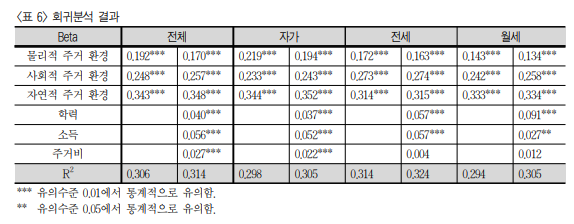 <표 6> 회귀분석 결과
Beta 전체 자가 전세 월세
물리적 주거 환경 0.192*** 0.170*** 0.219*** 0.194*** 0.172*** 0.163*** 0.143*** 0.134***
사회적 주거 환경 0.248*** 0.257*** 0.233*** 0.243*** 0.273*** 0.274*** 0.242*** 0.258***
자연적 주거 환경 0.343*** 0.348*** 0.344*** 0.352*** 0.314*** 0.315*** 0.333*** 0.334***
학력 0.040*** 0.037*** 0.057*** 0.091***
소득 0.056*** 0.052*** 0.057*** 0.027**
주거비 0.027*** 0.022*** 0.004 0.012
R² 0.306 0.314 0.298 0.305 0.314 0.324 0.294 0.305
*** 유의수준 0.01에서 통계적으로 유의함.
** 유의수준 0.05에서 통계적으로 유의함.